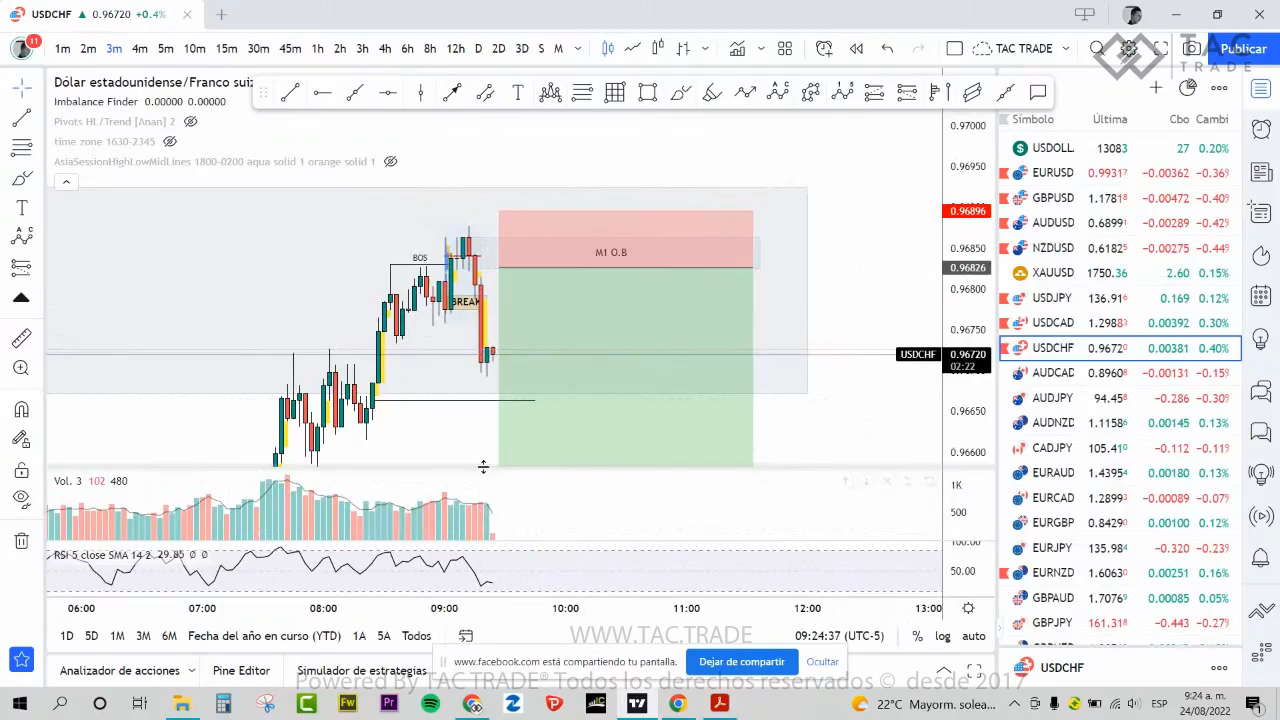 USDCHF ▲ 0.96720 +0.4%
11 1m 2m 3m 4m 5m 10m 15m 30m 45m 1h 2h 3h 4h 6h 8h 12h D 2D 3D S M TAC TRADE Publicar
TAC TRADE
Dólar estadounidense/Franco sui
Imbalance Finder 0.00000 0.00000
Pivots HL/Trend [Anan] 2
time zone 1630-2345
AsiaSessionHighLowMidLines 1800-0200 aqua solid 1 orange solid 1
BOS
BREAK
M1 O.B
0.97000
0.96950
0.96896
0.96850
0.96826
0.96800
0.96750
USDCHF 0.96720
02:22
0.96650
0.96600
Vol. 3 102 480
1K
500
RSI 5 close SMA 14 2 29.85 Ø Ø
100.00
50.00
06:00 07:00 08:00 09:00 10:00 11:00 12:00 13:00
1D 5D 1M 3M 6M Fecha del año en curso (YTD) 1A 5A Todos
09:24:37 (UTC-5) % log auto
WWW.TAC.TRADE
Analizador de acciones Pine Editor Simulador de estrategias
www.facebook.com está compartiendo tu pantalla. Dejar de compartir Ocultar
Powered By TAC TRADE® Todos los derechos reservados © desde 2017
Símbolo Última Cbo Cambi
USDOLL 13083 27 0.20%
EURUSD 0.99317 −0.00362 −0.36%
GBPUSD 1.17818 −0.00472 −0.40%
AUDUSD 0.68991 −0.00289 −0.42%
NZDUSD 0.61825 −0.00275 −0.44%
XAUUSD 1750.36 2.60 0.15%
USDJPY 136.916 0.169 0.12%
USDCAD 1.29883 0.00392 0.30%
USDCHF 0.96720 0.00381 0.40%
AUDCAD 0.89608 −0.00131 −0.15%
AUDJPY 94.458 −0.286 −0.30%
AUDNZD 1.11586 0.00145 0.13%
CADJPY 105.410 −0.112 −0.11%
EURAUD 1.43954 0.00180 0.13%
EURCAD 1.28993 −0.00089 −0.07%
EURGBP 0.84290 0.00100 0.12%
EURJPY 135.984 −0.320 −0.23%
EURNZD 1.60630 0.00251 0.16%
GBPAUD 1.70769 0.00085 0.05%
GBPJPY 161.318 −0.443 −0.27%
USDCHF
22°C Mayorm. solea... ESP 9:24 a. m.
24/08/2022